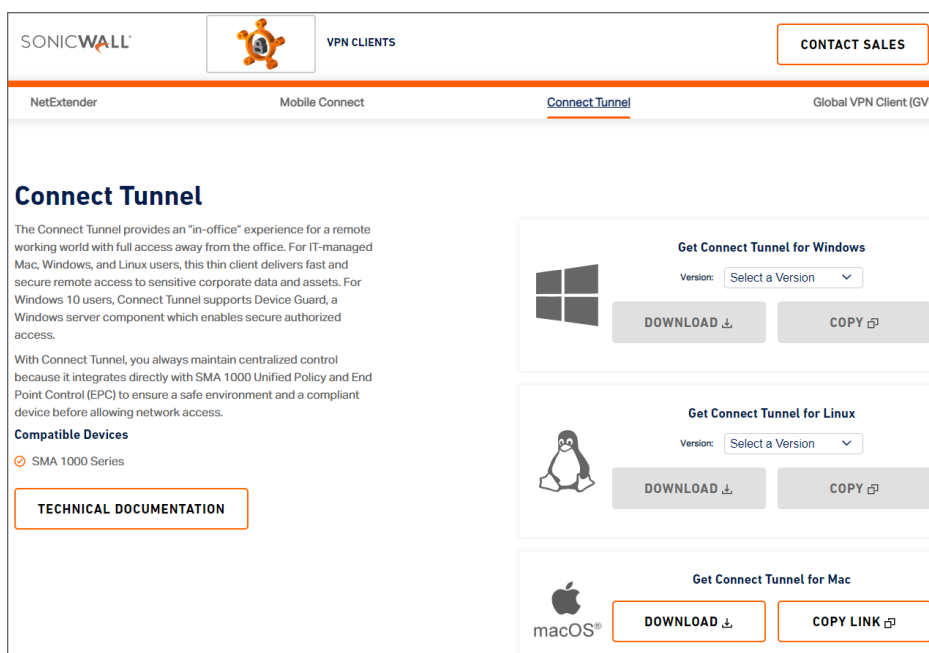 SONICWALL
VPN CLIENTS
CONTACT SALES
NetExtender
Mobile Connect
Connect Tunnel
Global VPN Client (GV
Connect Tunnel
The Connect Tunnel provides an "in-office" experience for a remote
working world with full access away from the office. For IT-managed
Mac, Windows, and Linux users, this thin client delivers fast and
secure remote access to sensitive corporate data and assets. For
Windows 10 users, Connect Tunnel supports Device Guard, a
Windows server component which enables secure authorized
access.
With Connect Tunnel, you always maintain centralized control
because it integrates directly with SMA 1000 Unified Policy and End
Point Control (EPC) to ensure a safe environment and a compliant
device before allowing network access.
Compatible Devices
SMA 1000 Series
TECHNICAL DOCUMENTATION
Get Connect Tunnel for Windows
Version: Select a Version
DOWNLOAD
COPY
Get Connect Tunnel for Linux
Version: Select a Version
DOWNLOAD
COPY
Get Connect Tunnel for Mac
macOS®
DOWNLOAD
COPY LINK